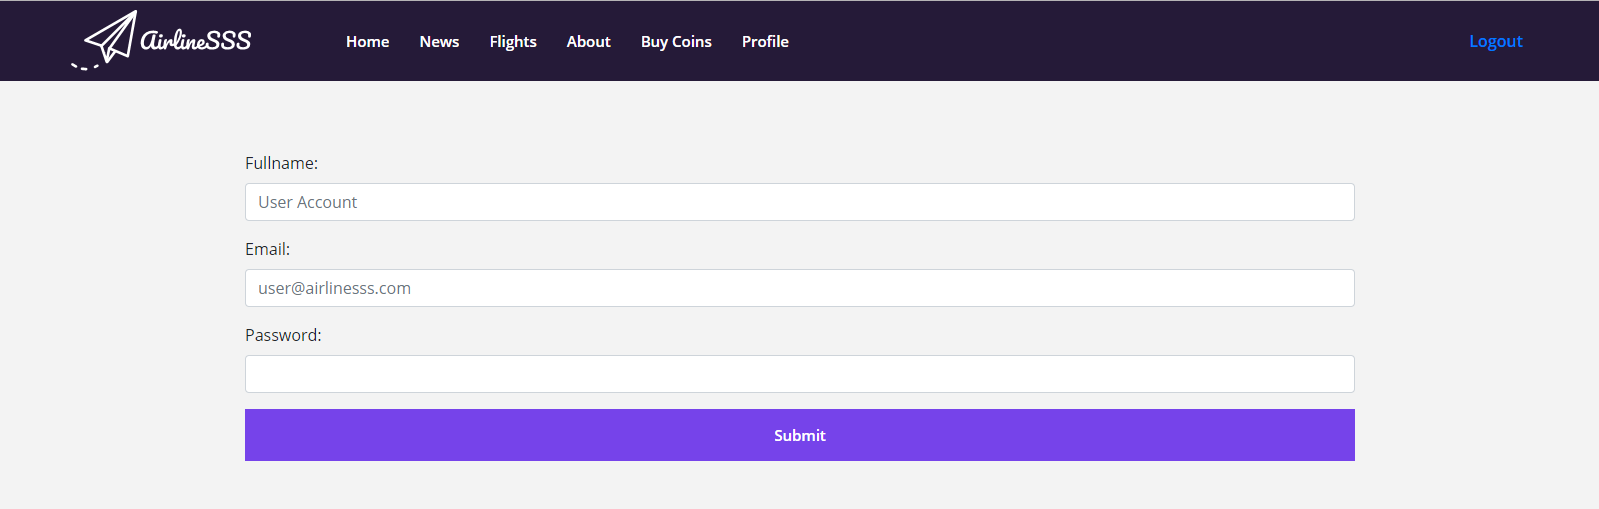 AirlineSSS Home News Flights About Buy Coins Profile Logout
Fullname:
User Account
Email:
user@airlinesss.com
Password:
Submit